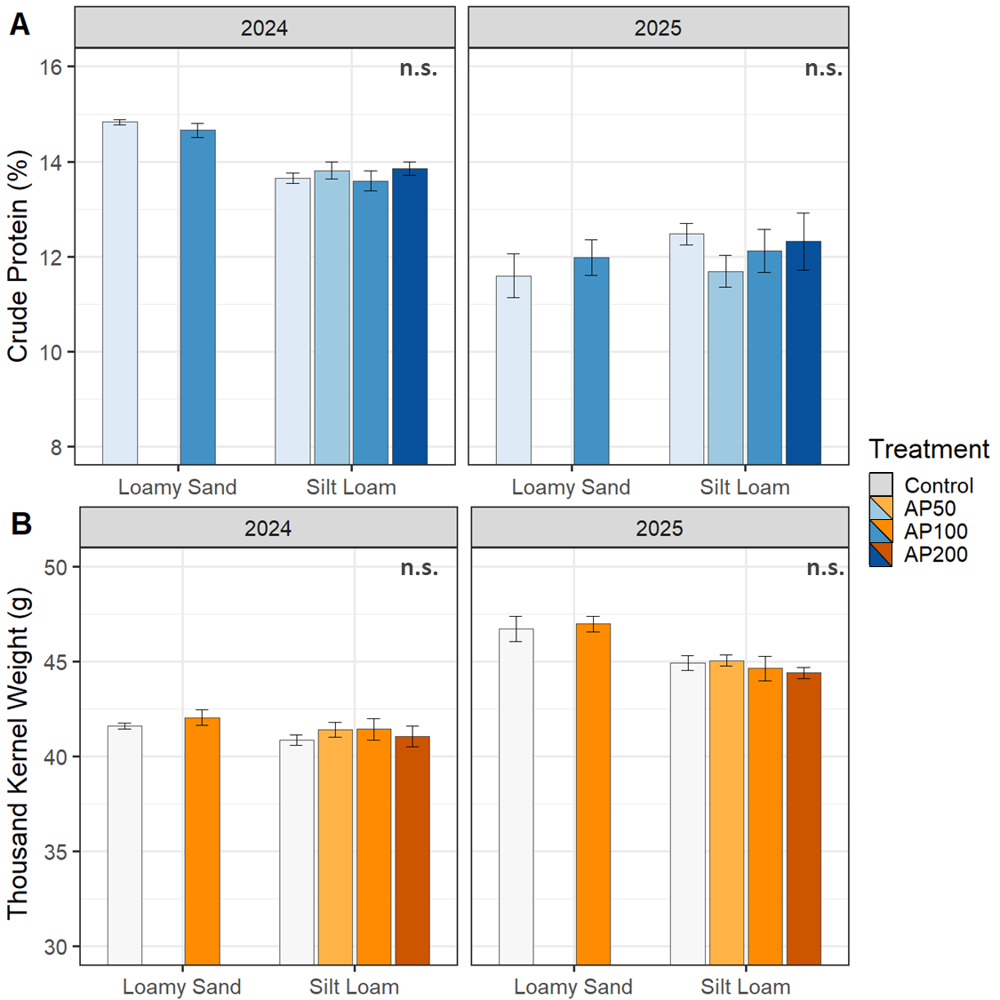 A
2024
2025
n.s.
n.s.
Crude Protein (%)
16
14
12
10
8
Loamy Sand
Silt Loam
Loamy Sand
Silt Loam
Treatment
Control
AP50
AP100
AP200
B
2024
2025
n.s.
n.s.
Thousand Kernel Weight (g)
50
45
40
35
30
Loamy Sand
Silt Loam
Loamy Sand
Silt Loam